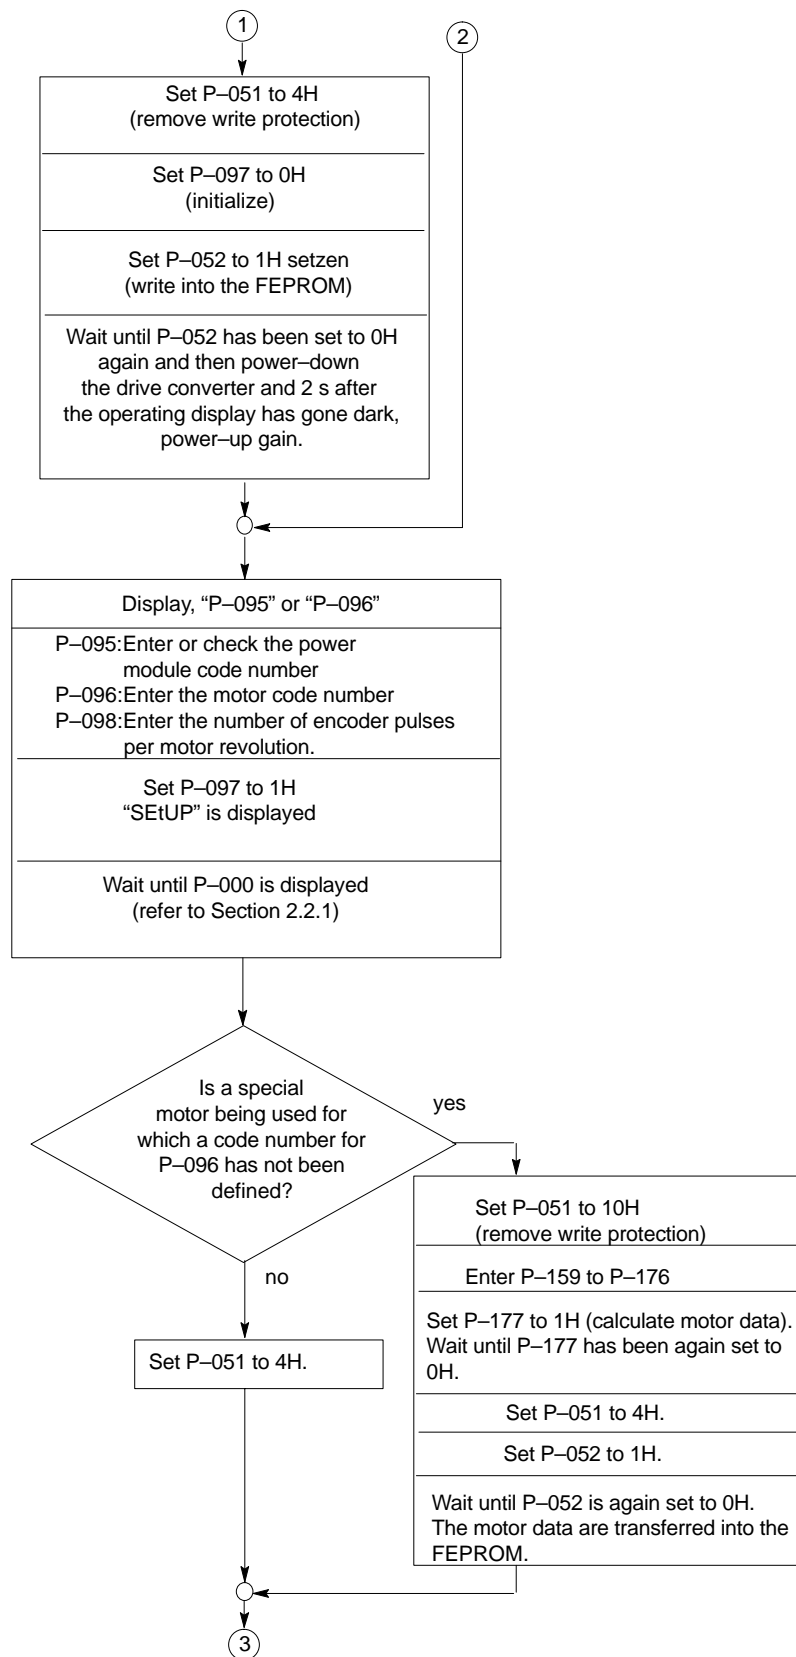 1
2
Set P–051 to 4H
(remove write protection)
Set P–097 to 0H
(initialize)
Set P–052 to 1H setzen
(write into the FEPROM)
Wait until P–052 has been set to 0H
again and then power–down
the drive converter and 2 s after
the operating display has gone dark,
power–up gain.
Display, “P–095” or “P–096”
P–095:Enter or check the power
module code number
P–096:Enter the motor code number
P–098:Enter the number of encoder pulses
per motor revolution.
Set P–097 to 1H
“SEtUP” is displayed
Wait until P–000 is displayed
(refer to Section 2.2.1)
Is a special
motor being used for
which a code number for
P–096 has not been
defined?
yes
no
Set P–051 to 10H
(remove write protection)
Enter P–159 to P–176
Set P–177 to 1H (calculate motor data).
Wait until P–177 has been again set to
0H.
Set P–051 to 4H.
Set P–051 to 4H.
Set P–052 to 1H.
Wait until P–052 is again set to 0H.
The motor data are transferred into the
FEPROM.
3